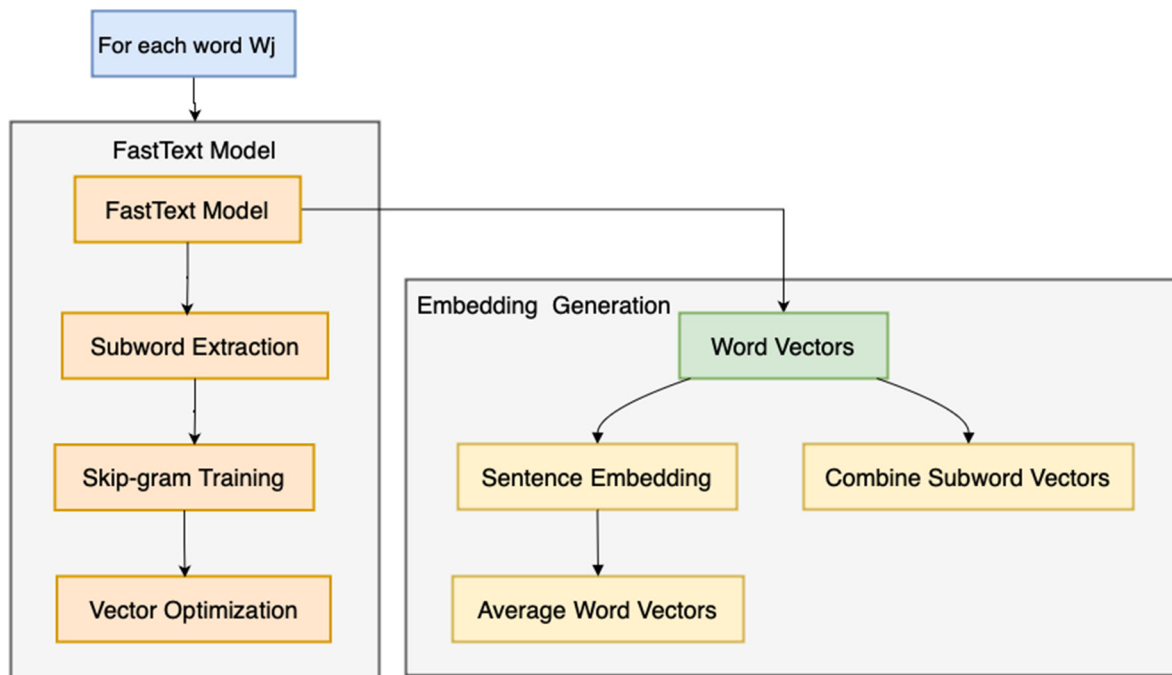 For each word Wj
FastText Model
FastText Model
Subword Extraction
Skip-gram Training
Vector Optimization
Embedding Generation
Word Vectors
Sentence Embedding
Combine Subword Vectors
Average Word Vectors